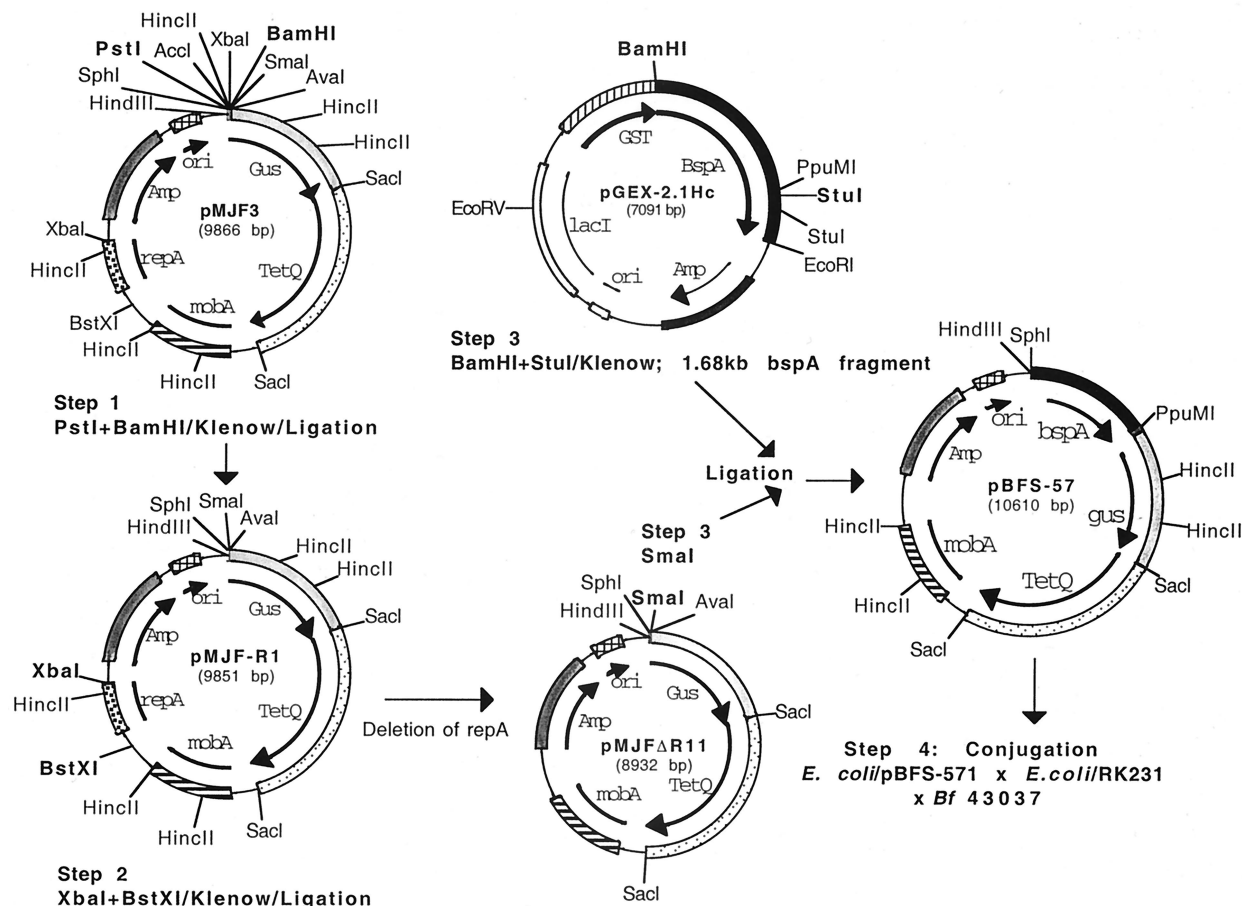 HincII
PstI
AccI
XbaI
BamHI
SphI
SmaI
HindIII
AvaI
HincII
HincII
SacI
ori
Gus
Amp
pMJF3
(9866 bp)
XbaI
HincII
repA
TetQ
mobA
BstXI
HincII
HincII
SacI
Step 1
PstI+BamHI/Klenow/Ligation
BamHI
GST
BspA
PpuMI
StuI
pGEX-2.1Hc
(7091 bp)
EcoRV
lacI
StuI
EcoRI
Amp
ori
Step 3
BamHI+StuI/Klenow; 1.68kb bspA fragment
Ligation
Step 3
SmaI
SmaI
SphI
HindIII
AvaI
HincII
HincII
SacI
ori
Gus
Amp
pMJF-R1
(9851 bp)
XbaI
HincII
repA
TetQ
mobA
BstXI
HincII
HincII
SacI
Step 2
XbaI+BstXI/Klenow/Ligation
Deletion of repA
SphI
SmaI
AvaI
HindIII
ori
Gus
SacI
Amp
pMJFΔR11
(8932 bp)
TetQ
mobA
SacI
HindIII
SphI
ori
bspA
PpuMI
Amp
HincII
pBFS-57
(10610 bp)
gus
HincII
HincII
mobA
TetQ
SacI
HincII
SacI
Step 4: Conjugation
E. coli/pBFS-571 x E.coli/RK231
x Bf 43037